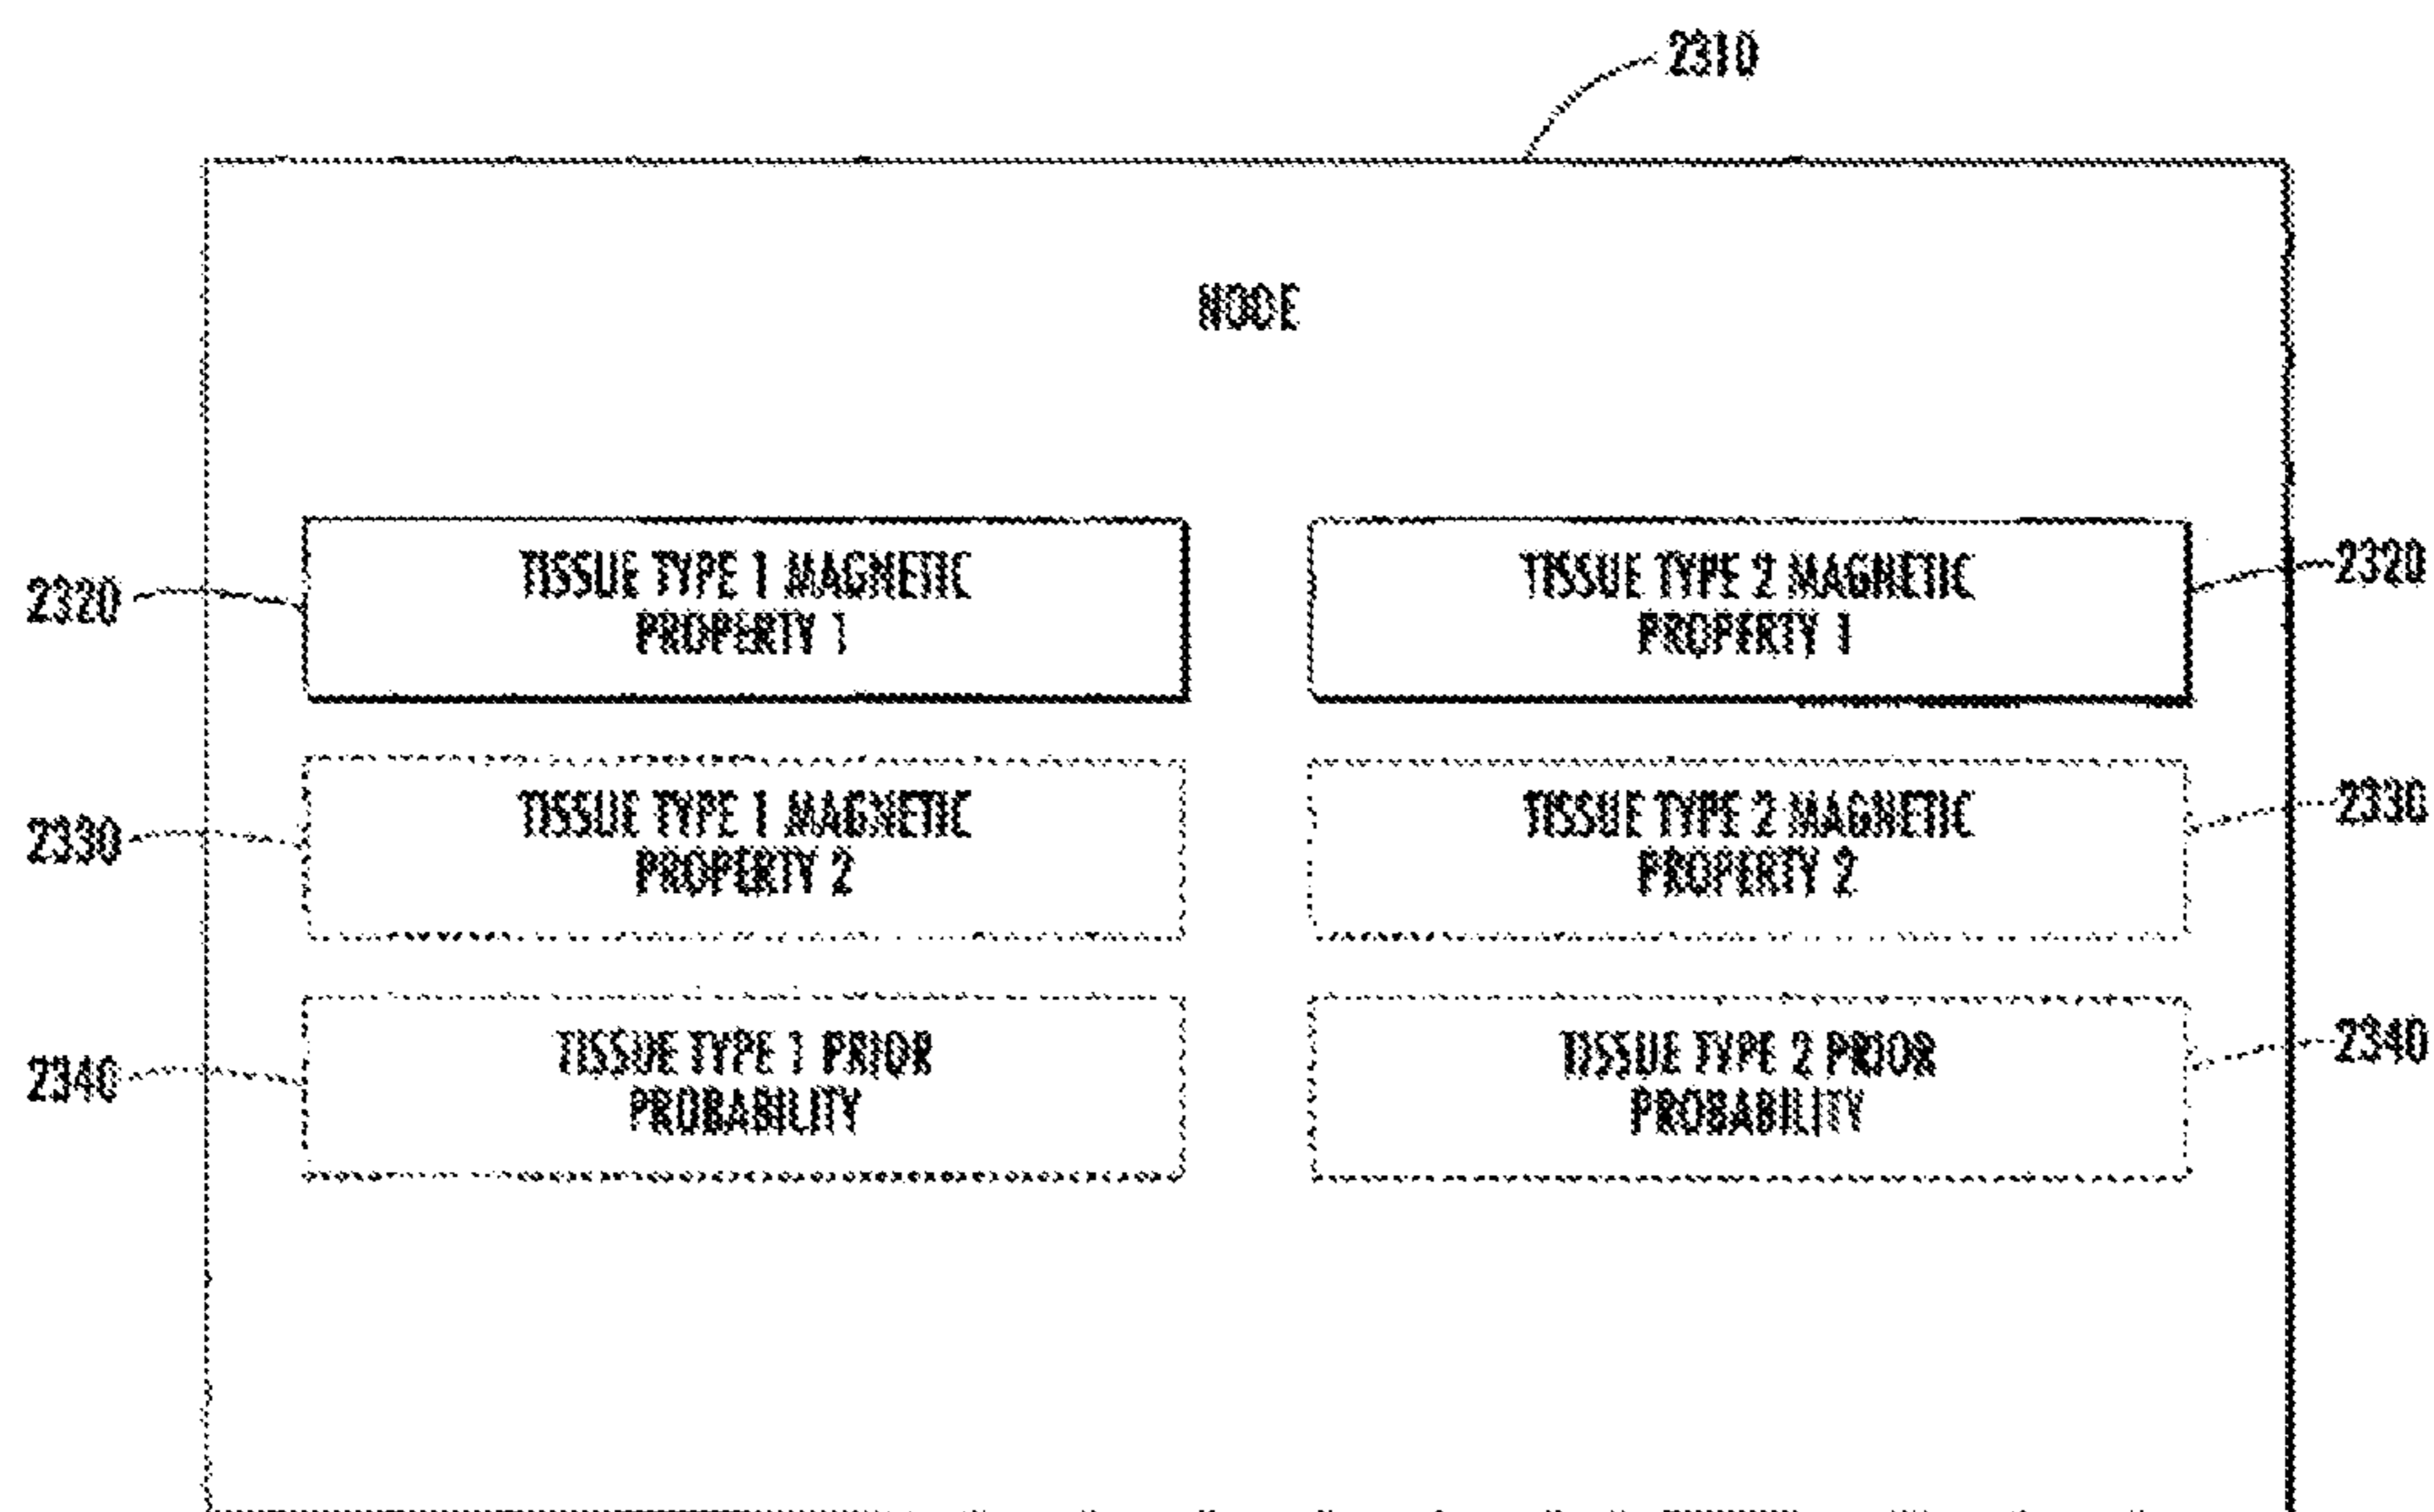 2310
NODE
TISSUE TYPE 1 MAGNETIC
PROPERTY 1
TISSUE TYPE 2 MAGNETIC
PROPERTY 1
2320
2320
TISSUE TYPE 1 MAGNETIC
PROPERTY 2
TISSUE TYPE 2 MAGNETIC
PROPERTY 2
2330
2330
TISSUE TYPE 1 PRIOR
PROBABILITY
TISSUE TYPE 2 PRIOR
PROBABILITY
2340
2340